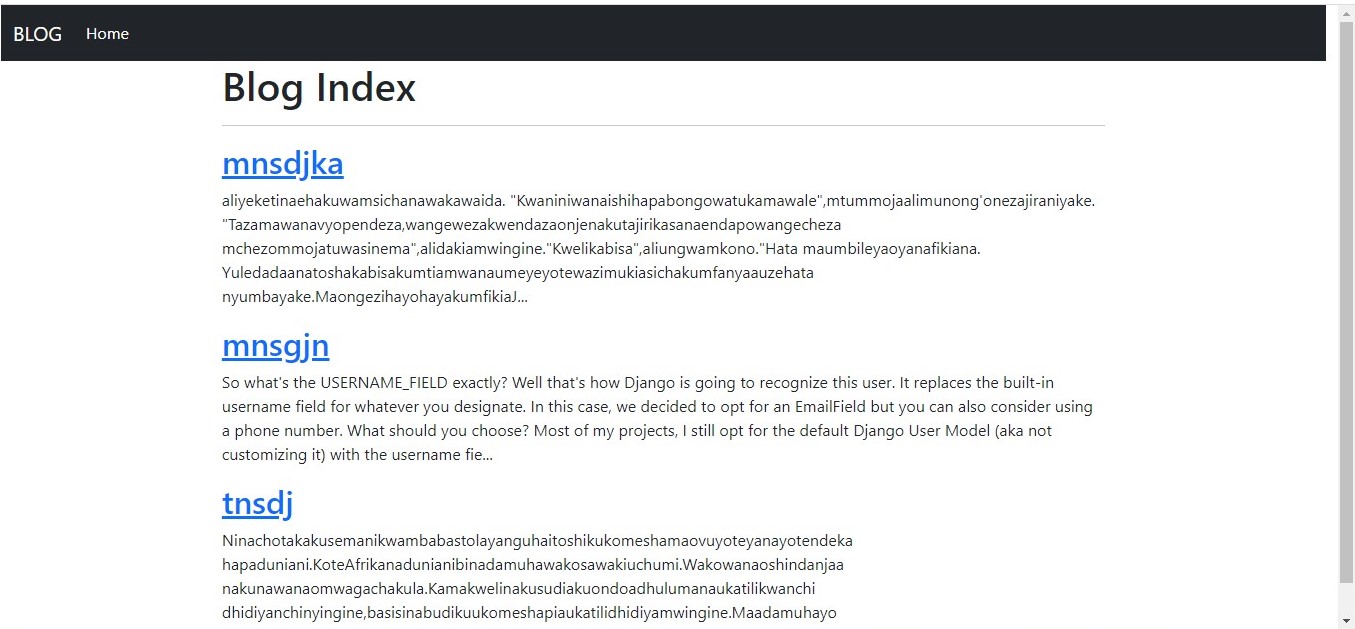 BLOG Home
Blog Index
mnsdjka
aliyeketinaehakuwamsichanawakawaida. "Kwaniniwanaishihapabongowatukamawale",mtummojaalimunong'onezajiraniyake.
"Tazamawanavyopendeza,wangewezakwendazaonjenakutajirikasanaendapowangecheza
mchezommojatuwasinema",alidakiamwingine."Kwelikabisa",aliungwamkono."Hata maumbileyaoyanafikiana.
Yuledadaanatoshakabisakumtiamwanaumeyeyotewazimukiasichakumfanyaauzehata
nyumbayake.MaongezihayohayakumfikiaJ...
mnsgjn
So what's the USERNAME_FIELD exactly? Well that's how Django is going to recognize this user. It replaces the built-in
username field for whatever you designate. In this case, we decided to opt for an EmailField but you can also consider using
a phone number. What should you choose? Most of my projects, I still opt for the default Django User Model (aka not
customizing it) with the username fie...
tnsdj
Ninachotakakusemanikwambabastolayanguhaitoshikukomeshamaovuyoteyanayotendeka
hapaduniani.KoteAfrikanadunianibinadamuhawakosawakiuchumi.Wakowanaoshindanjaa
nakunawanaomwagachakula.Kamakwelinakusudiakuondoadhulumanaukatilikwanchi
dhidiyanchinyingine,basisinabudikuukomeshapiaukatilidhidiyamwingine.Maadamuhayo